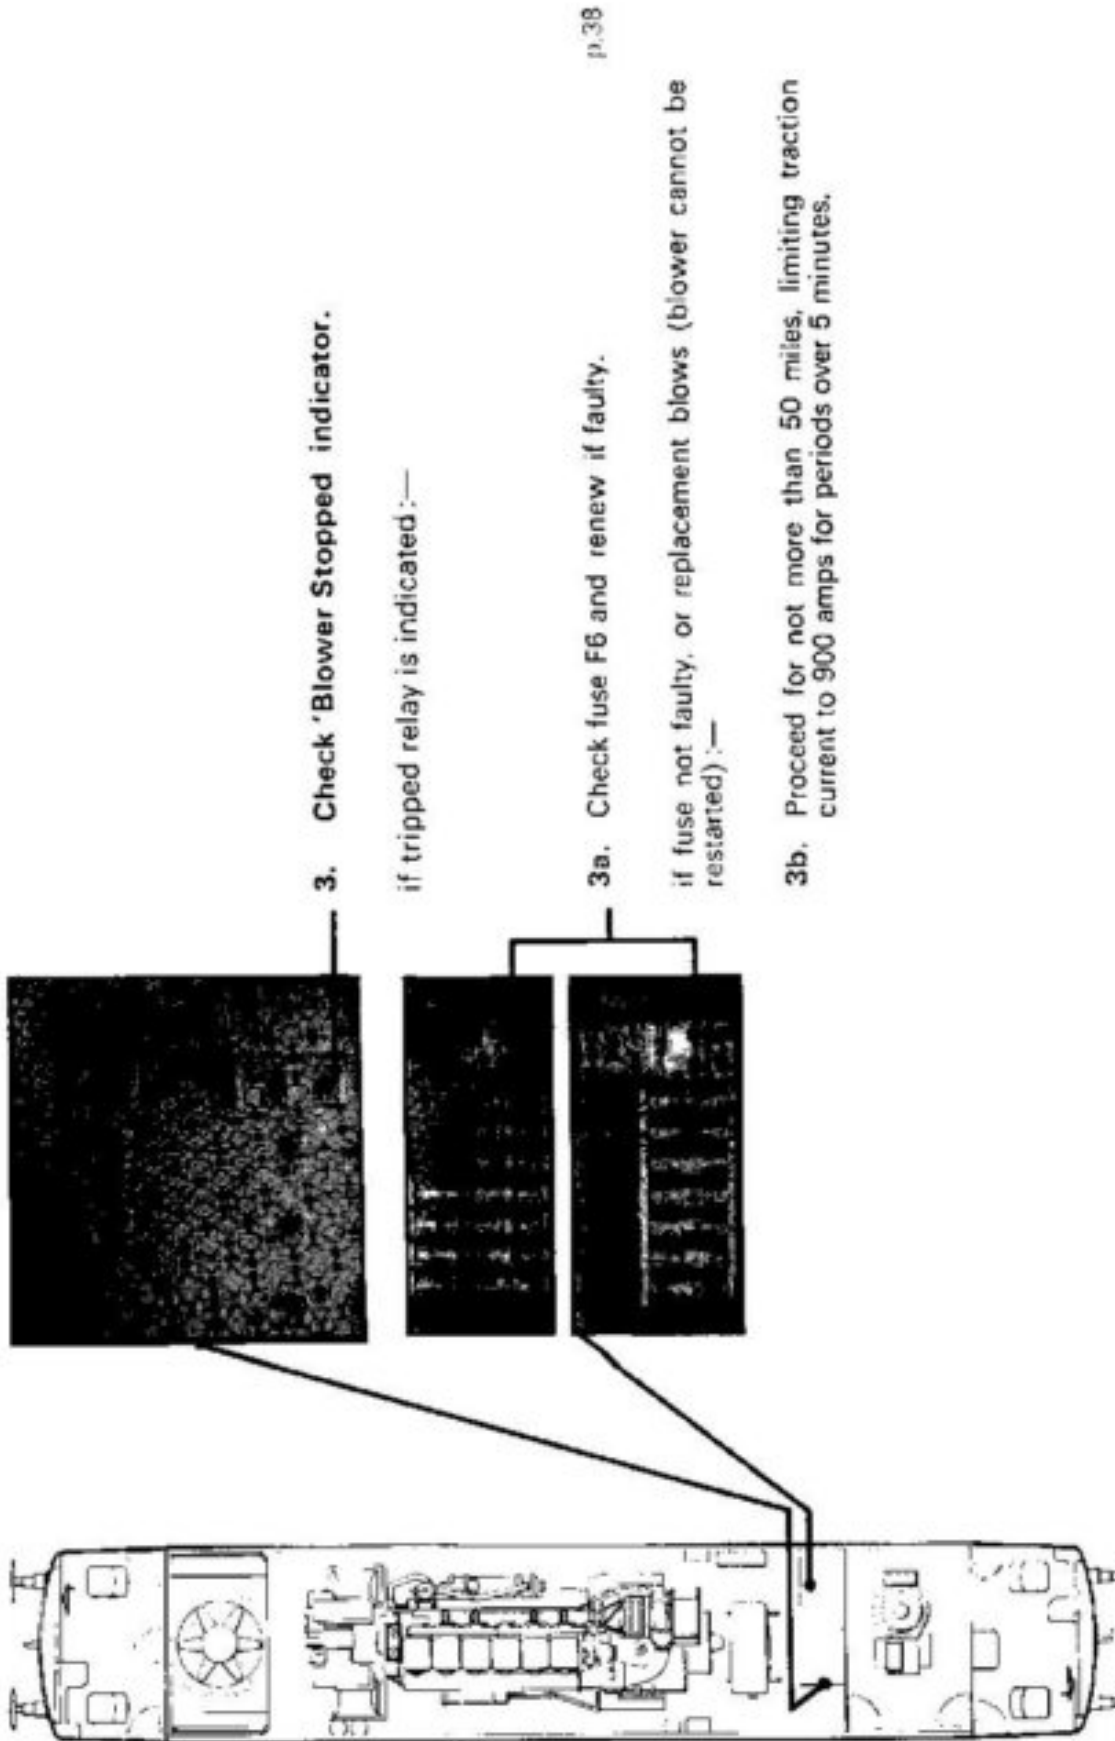 3. Check 'Blower Stopped indicator.
if tripped relay is indicated :—
3a. Check fuse F6 and renew if faulty. p.38
if fuse not faulty, or replacement blows (blower cannot be
restarted) :—
3b. Proceed for not more than 50 miles, limiting traction
current to 900 amps for periods over 5 minutes.